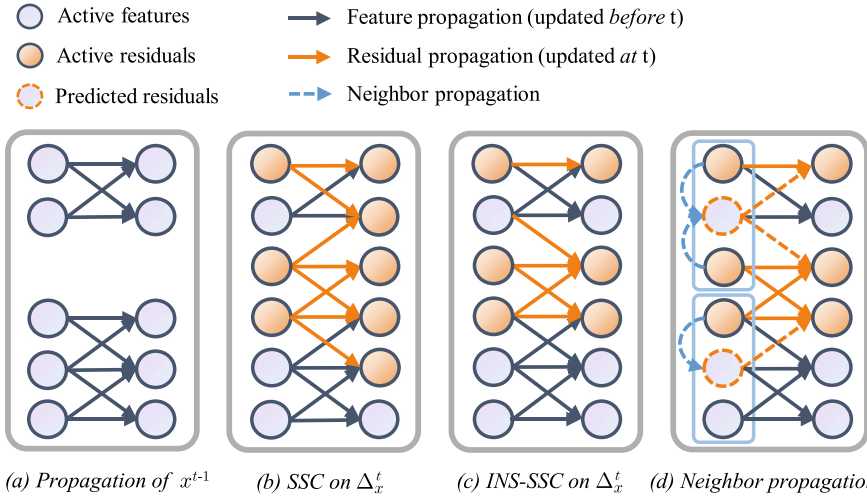 Active features
Feature propagation (updated before t)
Active residuals
Residual propagation (updated at t)
Predicted residuals
Neighbor propagation
(a) Propagation of x^{t-1}
(b) SSC on Δ_x^t
(c) INS-SSC on Δ_x^t
(d) Neighbor propagation